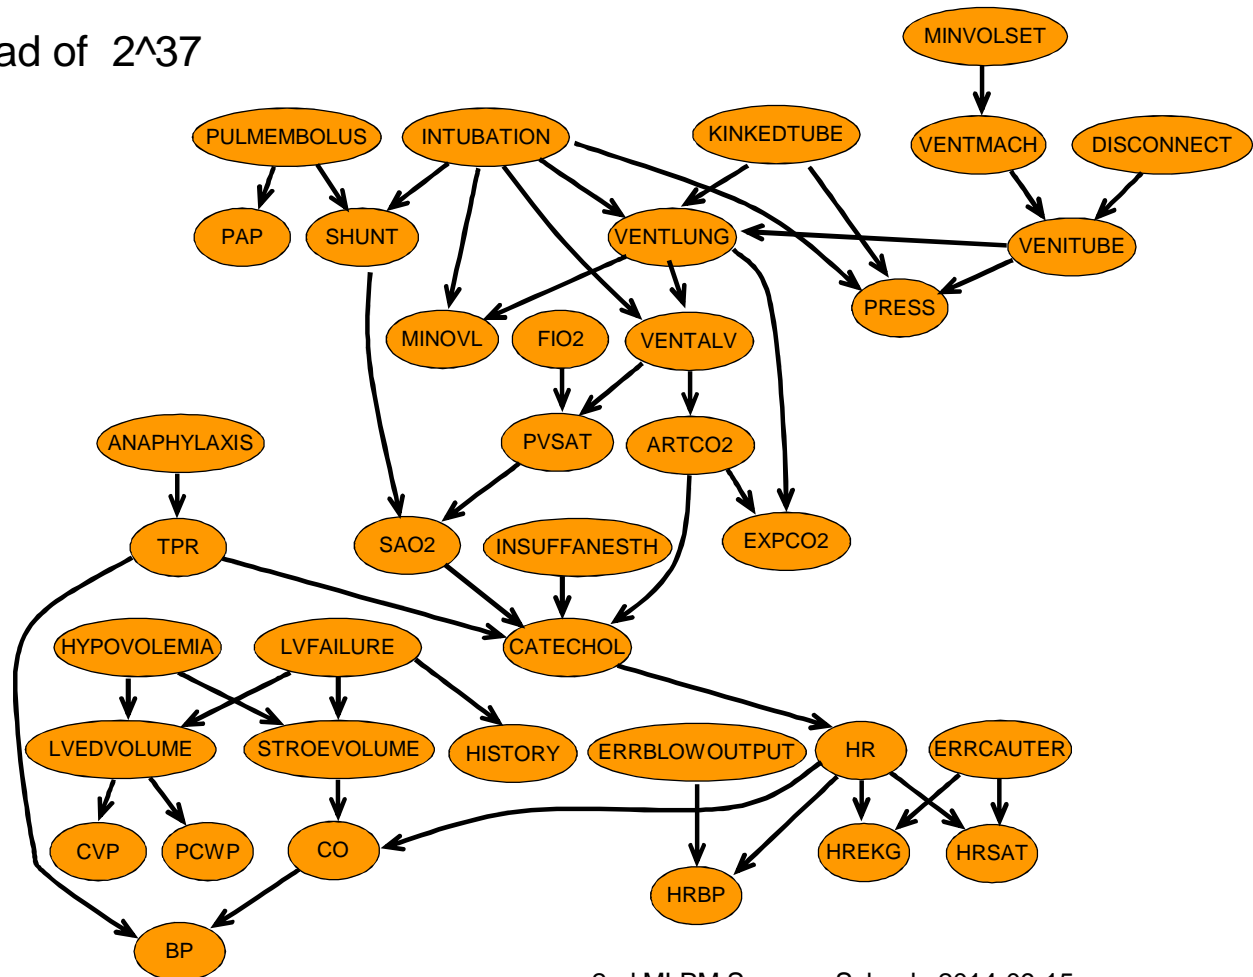 ad of 2^37
MINVOLSET
PULMEMBOLUS INTUBATION KINKEDTUBE VENTMACH DISCONNECT
PAP SHUNT VENTLUNG VENITUBE
PRESS
MINOVL FIO2 VENTALV
ANAPHYLAXIS PVSAT ARTCO2
TPR SAO2 INSUFFANESTH EXPCO2
HYPOVOLEMIA LVFAILURE CATECHOL
LVEDVOLUME STROEVOLUME HISTORY ERRBLOWOUTPUT HR ERRCAUTER
CVP PCWP CO HREKG HRSAT
HRBP
BP